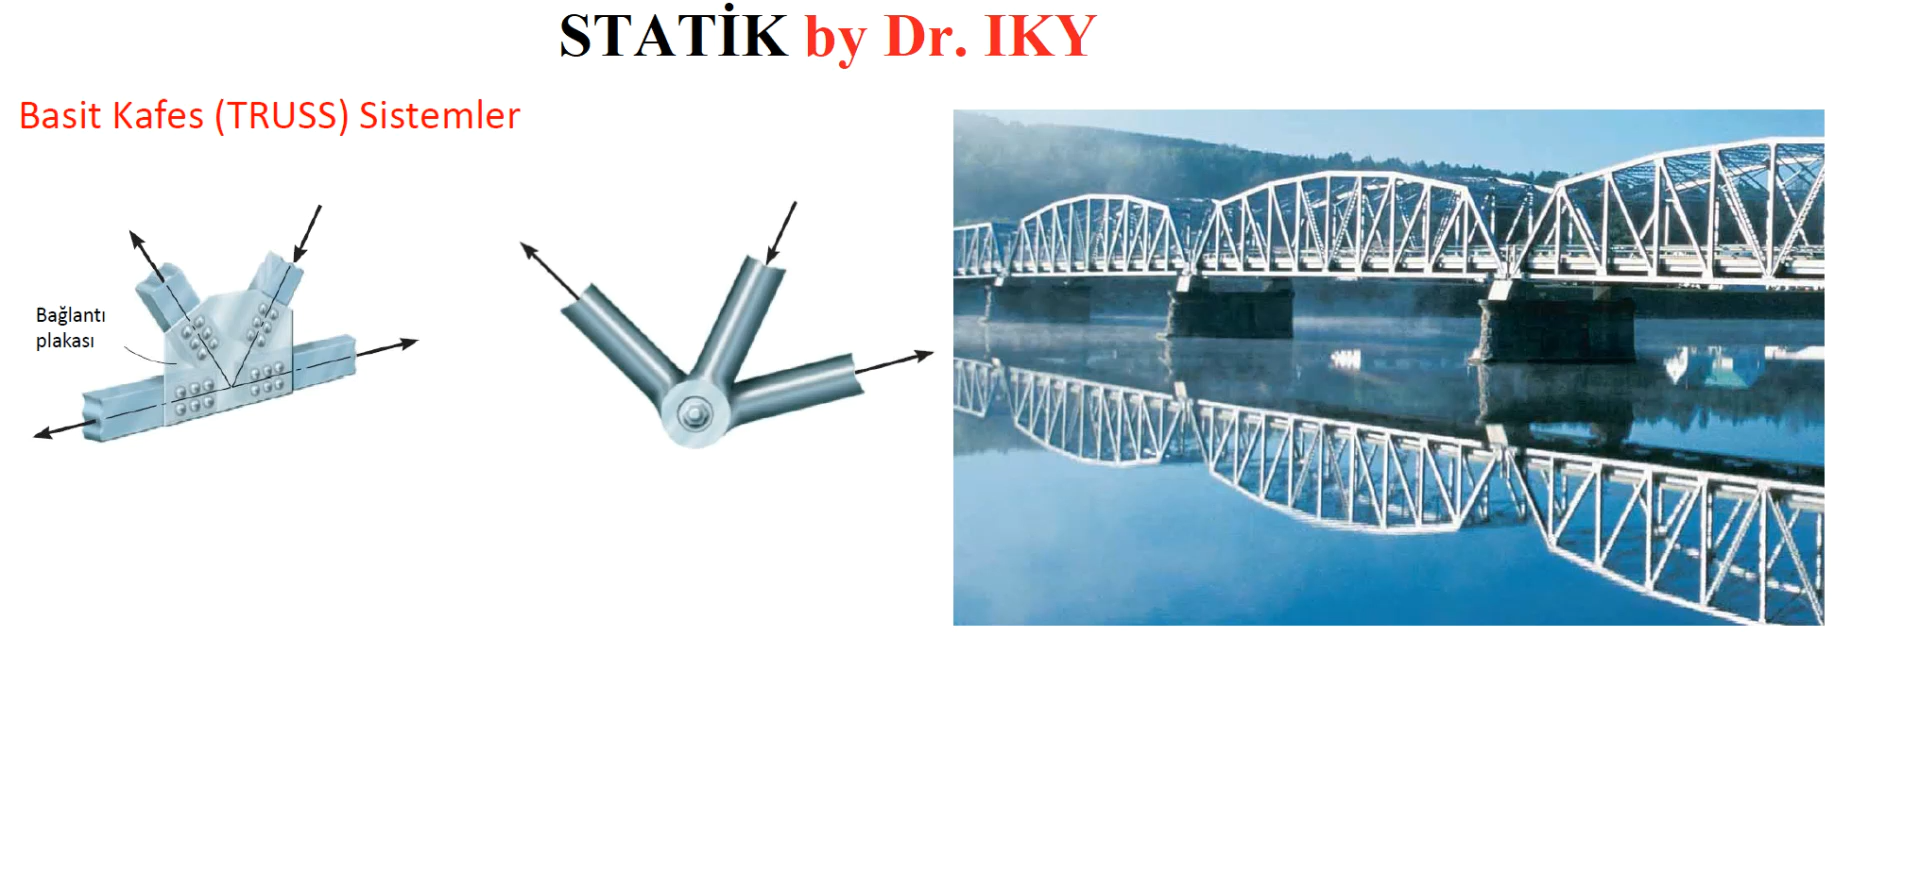 STATİK by Dr. IKY
Basit Kafes (TRUSS) Sistemler
Bağlantı
plakası